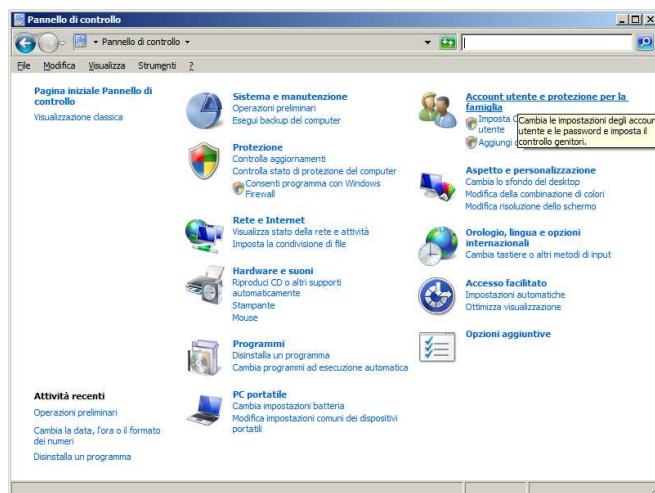 Pannello di controllo
Pannello di controllo
File Modifica Visualizza Strumenti ?
Pagina iniziale Pannello di
controllo
Visualizzazione classica
Sistema e manutenzione
Operazioni preliminari
Esegui backup del computer
Protezione
Controlla aggiornamenti
Controlla stato di protezione del computer
Consenti programma con Windows
Firewall
Rete e Internet
Visualizza stato della rete e attività
Imposta la condivisione di file
Hardware e suoni
Riproduci CD o altri supporti
automaticamente
Stampante
Mouse
Programmi
Disinstalla un programma
Cambia programmi ad esecuzione automatica
PC portatile
Cambia impostazioni batteria
Modifica impostazioni comuni dei dispositivi
portatili
Account utente e protezione per la
famiglia
Imposta
utente
Aggiungi
Cambia le impostazioni degli account
utente e le password e imposta il
controllo genitori.
Aspetto e personalizzazione
Cambia lo sfondo del desktop
Modifica della combinazione di colori
Modifica risoluzione dello schermo
Orologio, lingua e opzioni
internazionali
Cambia tastiere o altri metodi di input
Accesso facilitato
Impostazioni automatiche
Ottimizza visualizzazione
Opzioni aggiuntive
Attività recenti
Operazioni preliminari
Cambia la data, l'ora o il formato
dei numeri
Disinstalla un programma